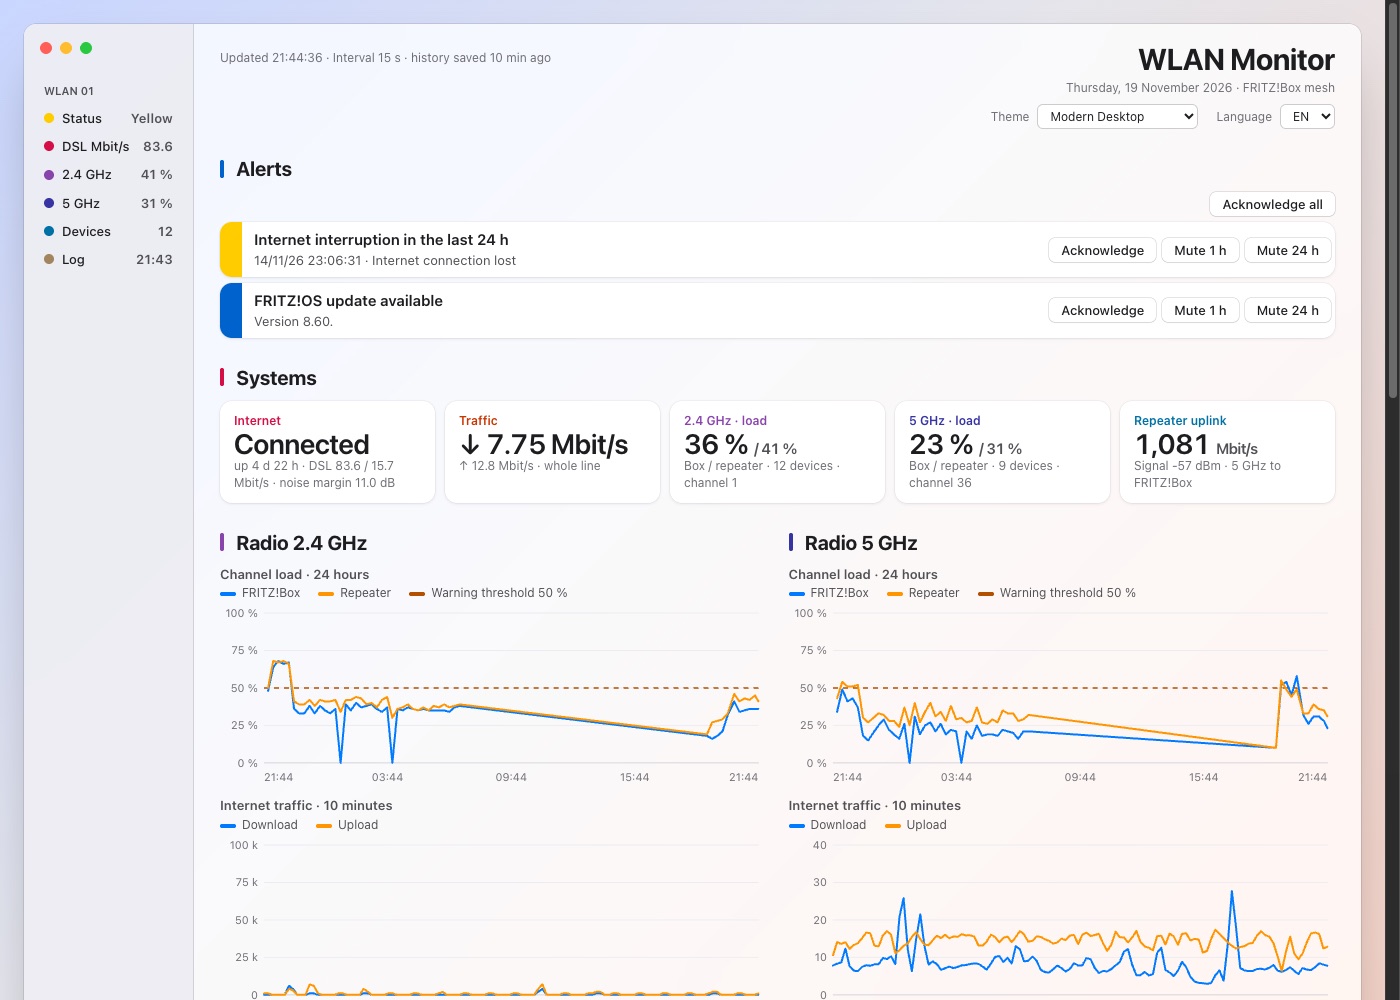 WLAN 01
Status Yellow
DSL Mbit/s 83.6
2.4 GHz 41 %
5 GHz 31 %
Devices 12
Log 21:43
Updated 21:44:36 · Interval 15 s · history saved 10 min ago
WLAN Monitor
Thursday, 19 November 2026 · FRITZ!Box mesh
Theme Modern Desktop Language EN
Alerts
Acknowledge all
Internet interruption in the last 24 h
14/11/26 23:06:31 · Internet connection lost
Acknowledge Mute 1 h Mute 24 h
FRITZ!OS update available
Version 8.60.
Acknowledge Mute 1 h Mute 24 h
Systems
Internet
Connected
up 4 d 22 h · DSL 83.6 / 15.7
Mbit/s · noise margin 11.0 dB
Traffic
↓ 7.75 Mbit/s
↑ 12.8 Mbit/s · whole line
2.4 GHz · load
36 % / 41 %
Box / repeater · 12 devices ·
channel 1
5 GHz · load
23 % / 31 %
Box / repeater · 9 devices ·
channel 36
Repeater uplink
1,081 Mbit/s
Signal -57 dBm · 5 GHz to
FRITZ!Box
Radio 2.4 GHz
Channel load · 24 hours
FRITZ!Box Repeater Warning threshold 50 %
100 %
75 %
50 %
25 %
0 %
21:44 03:44 09:44 15:44 21:44
Internet traffic · 10 minutes
Download Upload
100 k
75 k
50 k
25 k
0
Radio 5 GHz
Channel load · 24 hours
FRITZ!Box Repeater Warning threshold 50 %
100 %
75 %
50 %
25 %
0 %
21:44 03:44 09:44 15:44 21:44
Internet traffic · 10 minutes
Download Upload
40
30
20
10
0